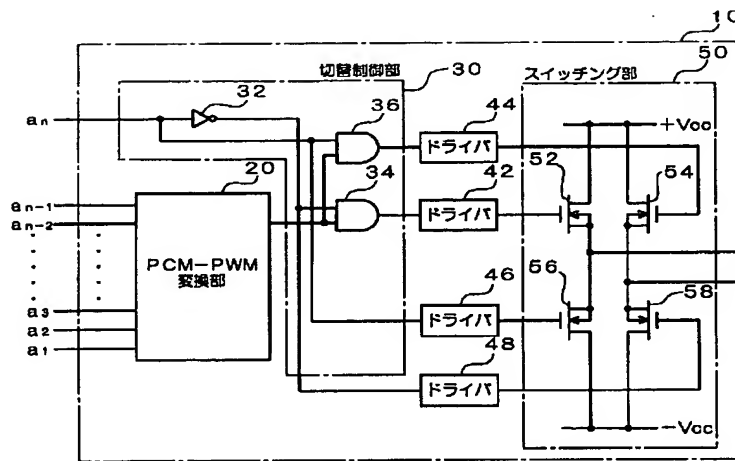 10
50
切替制御部
30
スイッチング部
32
36
44
an
ドライバ
+Vcc
20
34
42
52
54
an-1
an-2
ドライバ
PCM-PWM
変換部
46
56
58
a3
ドライバ
a2
48
a1
ドライバ
-Vcc